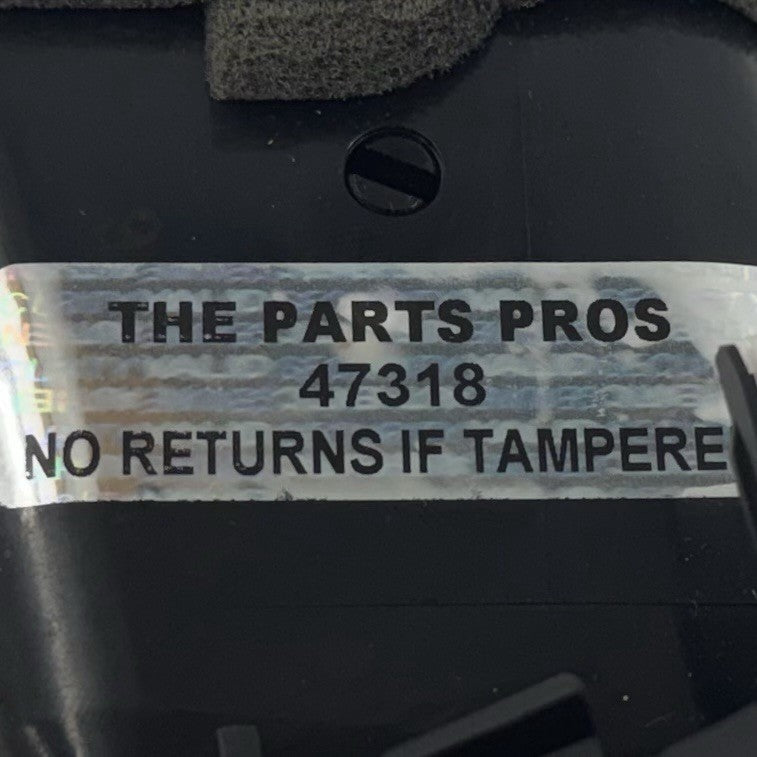 THE PARTS PROS
47318
NO RETURNS IF TAMPERE